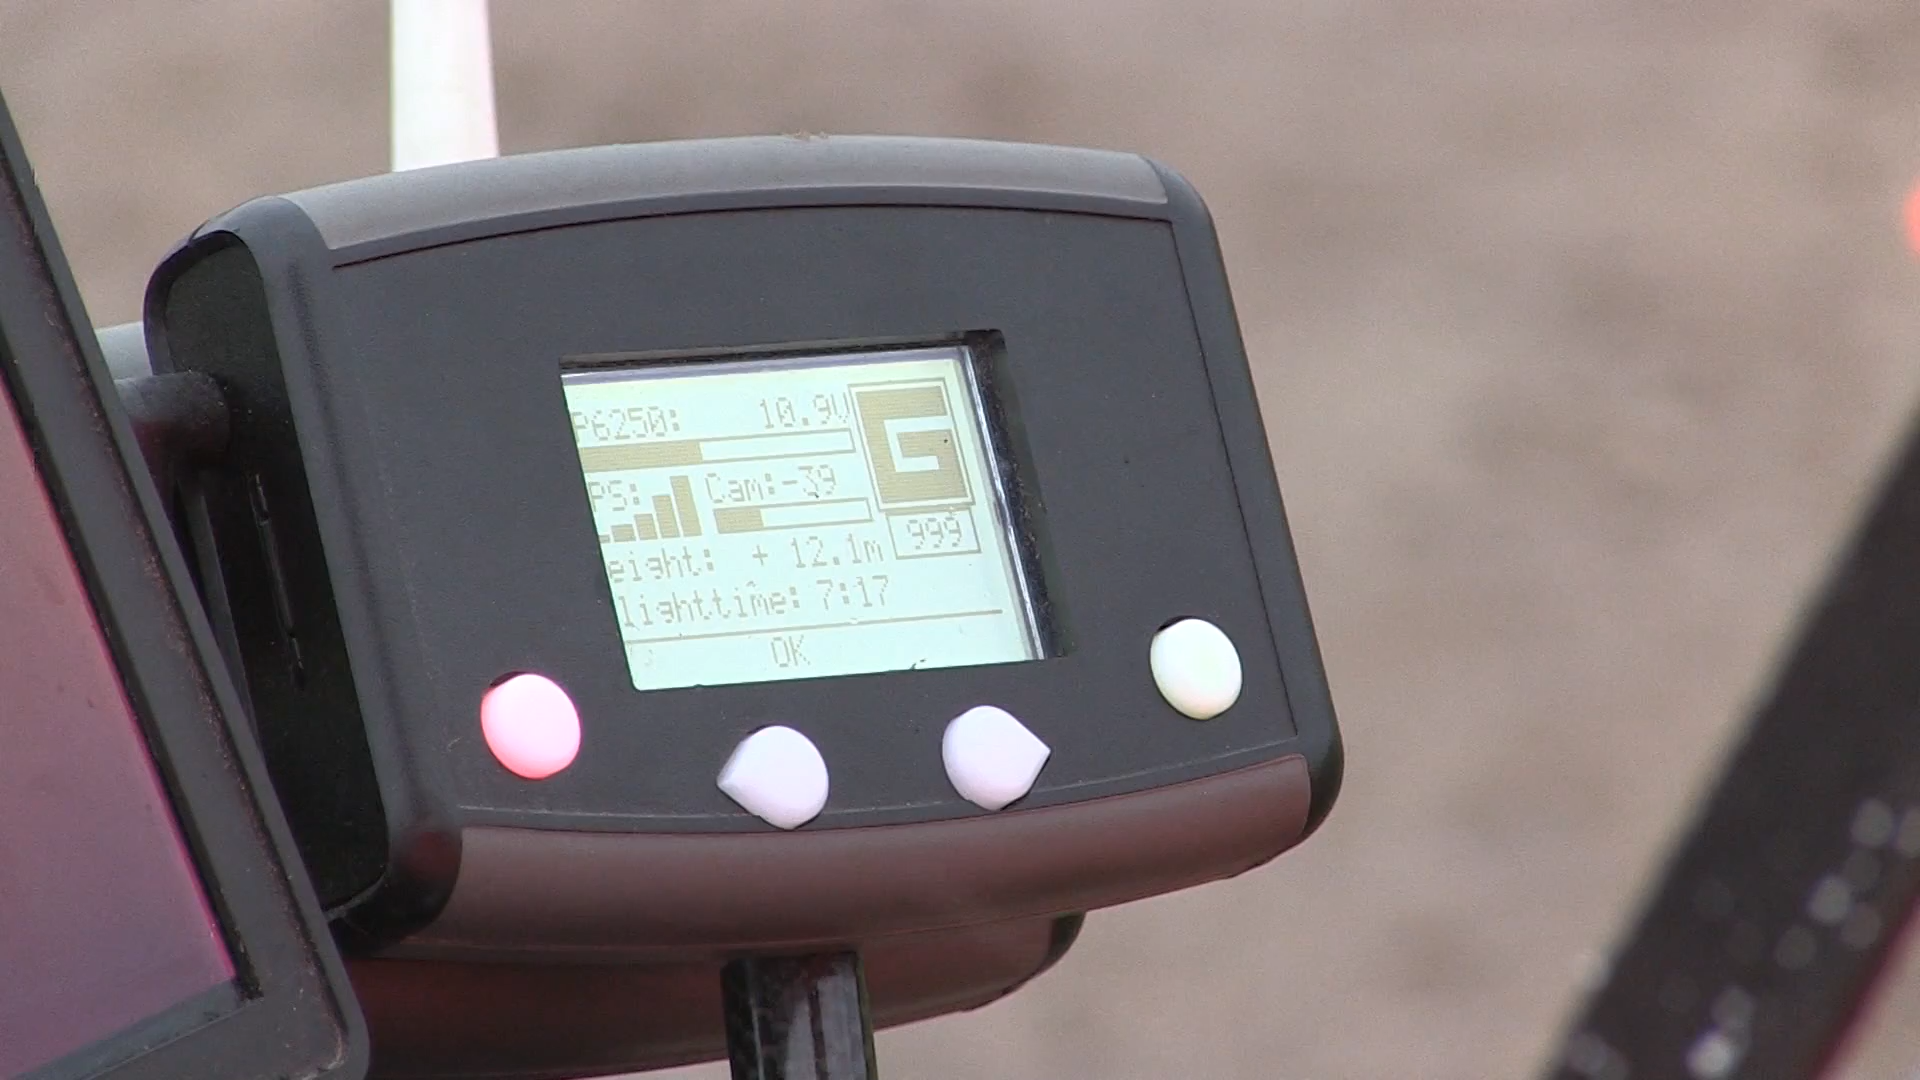 P6250: 10.9V
G
PS: Cam:-39
999
eight: + 12.1m
lighttime: 7:17
OK